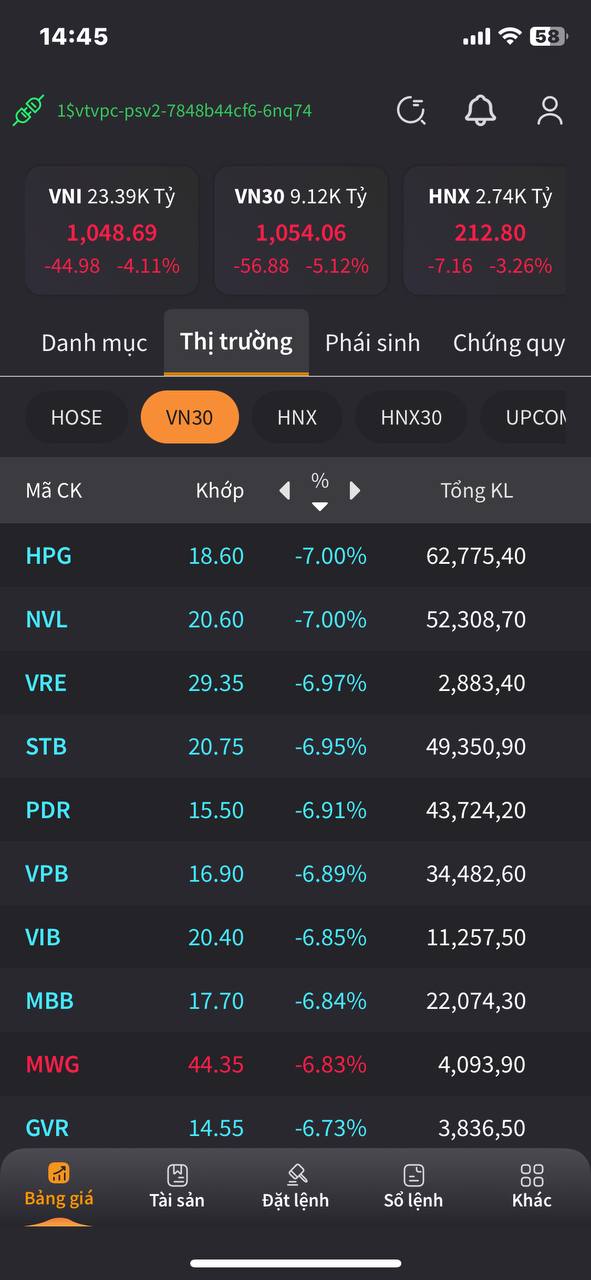 14:45
58
1$vtvpc-psv2-7848b44cf6-6nq74
VNI 23.39K Tỷ
1,048.69
-44.98 -4.11%
VN30 9.12K Tỷ
1,054.06
-56.88 -5.12%
HNX 2.74K Tỷ
212.80
-7.16 -3.26%
Danh mục Thị trường Phái sinh Chứng quy
HOSE VN30 HNX HNX30 UPCOM
Mã CK Khớp % Tổng KL
HPG 18.60 -7.00% 62,775,40
NVL 20.60 -7.00% 52,308,70
VRE 29.35 -6.97% 2,883,40
STB 20.75 -6.95% 49,350,90
PDR 15.50 -6.91% 43,724,20
VPB 16.90 -6.89% 34,482,60
VIB 20.40 -6.85% 11,257,50
MBB 17.70 -6.84% 22,074,30
MWG 44.35 -6.83% 4,093,90
GVR 14.55 -6.73% 3,836,50
Bảng giá Tài sản Đặt lệnh Sổ lệnh Khác